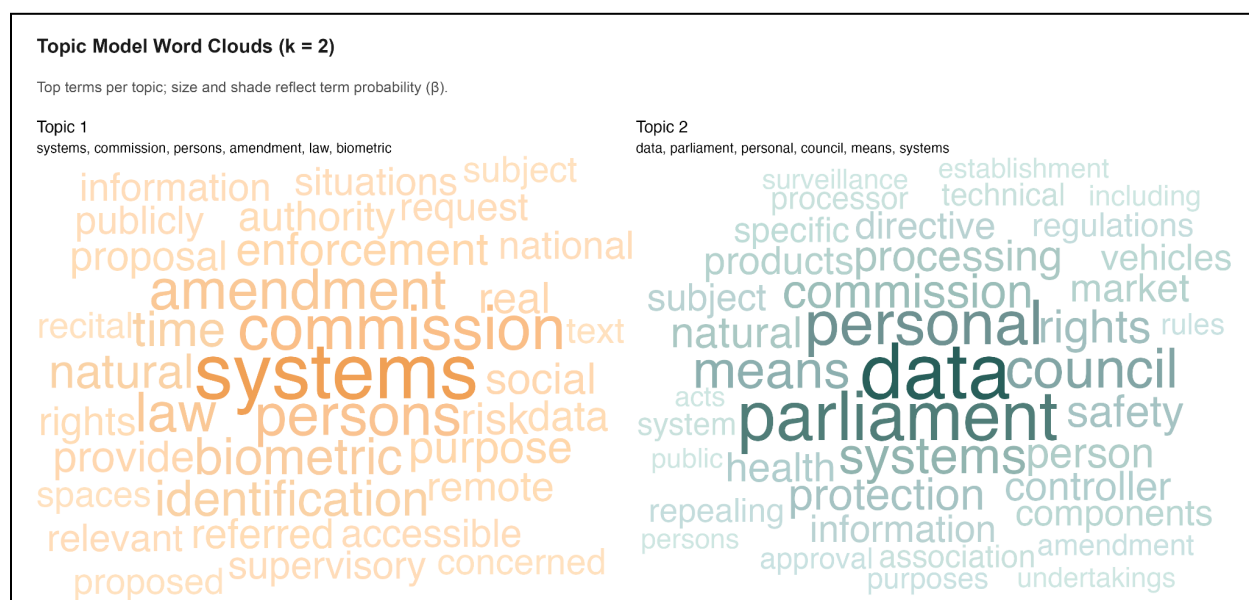 Topic Model Word Clouds (k = 2)
Top terms per topic; size and shade reflect term probability (β).
Topic 1
systems, commission, persons, amendment, law, biometric
subject
information situations
publicly authority request
proposal enforcement national
amendment real
recital time commission text
natural systems social
rights law persons risk data
provide biometric purpose
spaces identification remote
relevant referred accessible
proposed supervisory concerned
Topic 2
data, parliament, personal, council, means, systems
surveillance establishment
processor technical including
specific directive regulations
products processing vehicles
subject commission market
natural personal rights rules
means data council
acts
system parliament safety
public health systems person
protection controller
repealing information components
persons approval association amendment
purposes undertakings